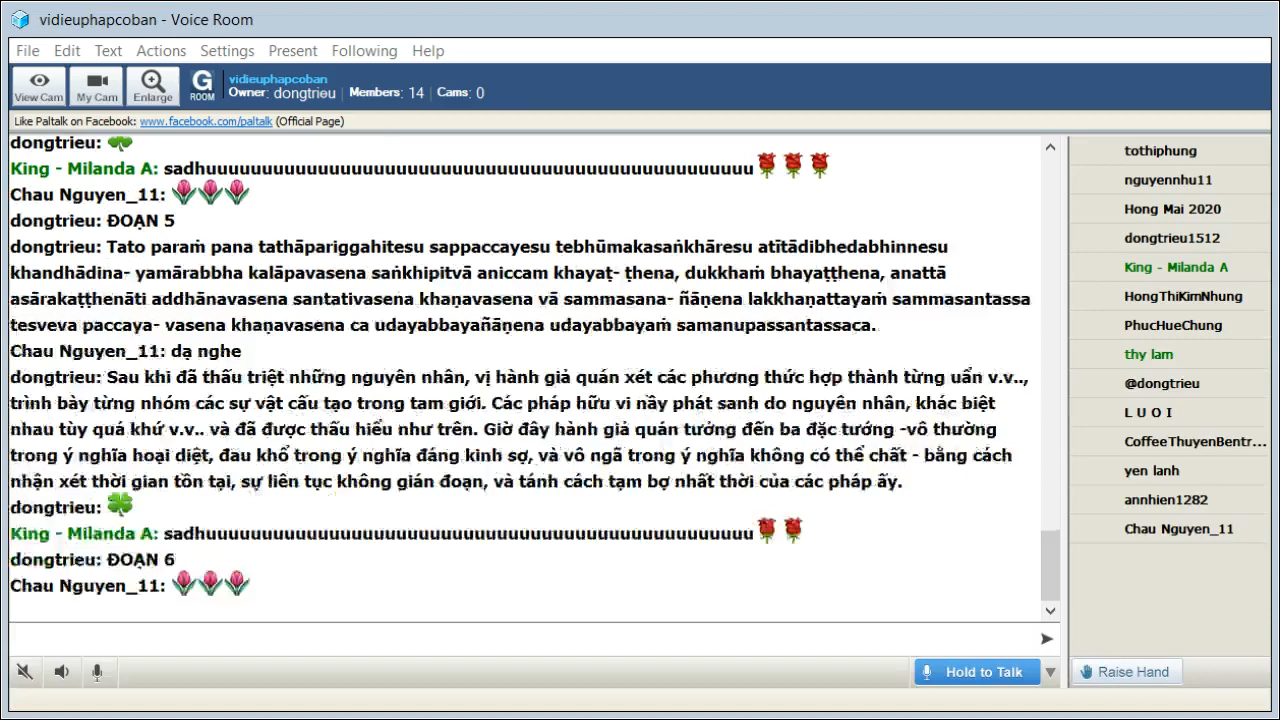 vidieuphapcoban - Voice Room
File Edit Text Actions Settings Present Following Help
View Cam My Cam Enlarge G ROOM
vidieuphapcoban
Owner: dongtrieu | Members: 14 | Cams: 0
Like Paltalk on Facebook: www.facebook.com/paltalk (Official Page)
dongtrieu:
King - Milanda A: sadhuuuuuuuuuuuuuuuuuuuuuuuuuuuuuuuuuuuuuuuuuuuuuuuuu
Chau Nguyen_11:
dongtrieu: ĐOẠN 5
dongtrieu: Tato paraṁ pana tathāpariggahitesu sappaccayesu tebhūmakasaṅkhāresu atītādibhedabhinnesu
khandhādina- yamārabbha kalāpavasena saṅkhipitvā aniccam khayaṭ- ṭhena, dukkhaṁ bhayaṭṭhena, anattā
asārakaṭṭhenāti addhānavasena santativasena khaṇavasena vā sammasana- ñāṇena lakkhaṇattayaṁ sammasantassa
tesveva paccaya- vasena khaṇavasena ca udayabbayañāṇena udayabbayaṁ samanupassantassaca.
Chau Nguyen_11: dạ nghe
dongtrieu: Sau khi đã thấu triệt những nguyên nhân, vị hành giả quán xét các phương thức hợp thành từng uẩn v.v..,
trình bày từng nhóm các sự vật cấu tạo trong tam giới. Các pháp hữu vi nầy phát sanh do nguyên nhân, khác biệt
nhau tùy quá khứ v.v.. và đã được thấu hiểu như trên. Giờ đây hành giả quán tưởng đến ba đặc tướng -vô thường
trong ý nghĩa hoại diệt, đau khổ trong ý nghĩa đáng kinh sợ, và vô ngã trong ý nghĩa không có thể chất - bằng cách
nhận xét thời gian tồn tại, sự liên tục không gián đoạn, và tánh cách tạm bợ nhất thời của các pháp ấy.
dongtrieu:
King - Milanda A: sadhuuuuuuuuuuuuuuuuuuuuuuuuuuuuuuuuuuuuuuuuuuuuuuuuu
dongtrieu: ĐOẠN 6
Chau Nguyen_11:
Hold to Talk
tothiphung
nguyennhu11
Hong Mai 2020
dongtrieu1512
King - Milanda A
HongThiKimNhung
PhucHueChung
thy lam
@dongtrieu
L U O I
CoffeeThuyenBentr...
yen lanh
annhien1282
Chau Nguyen_11
Raise Hand